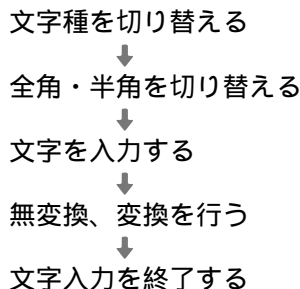 文字種を切り替える
全角・半角を切り替える
文字を入力する
無変換、変換を行う
文字入力を終了する